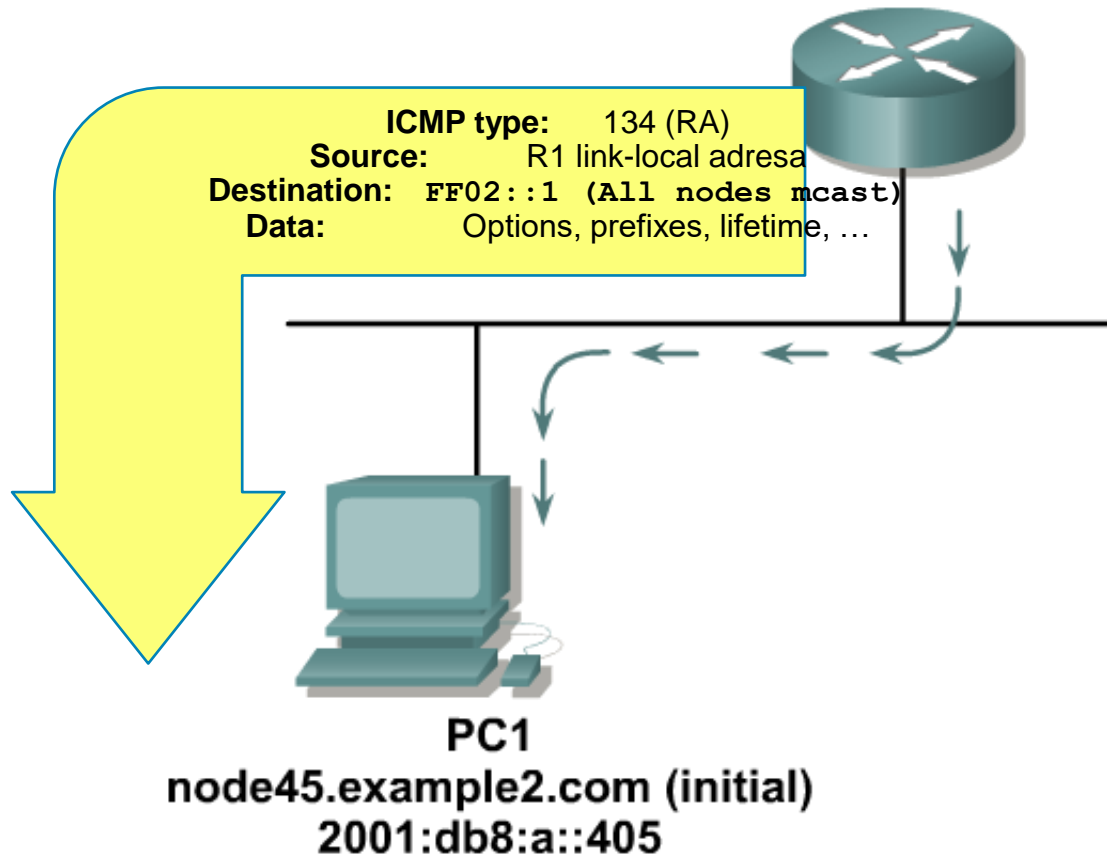 ICMP type: 134 (RA)
Source: R1 link-local adresa
Destination: FF02::1 (All nodes mcast)
Data: Options, prefixes, lifetime, …
PC1
node45.example2.com (initial)
2001:db8:a::405